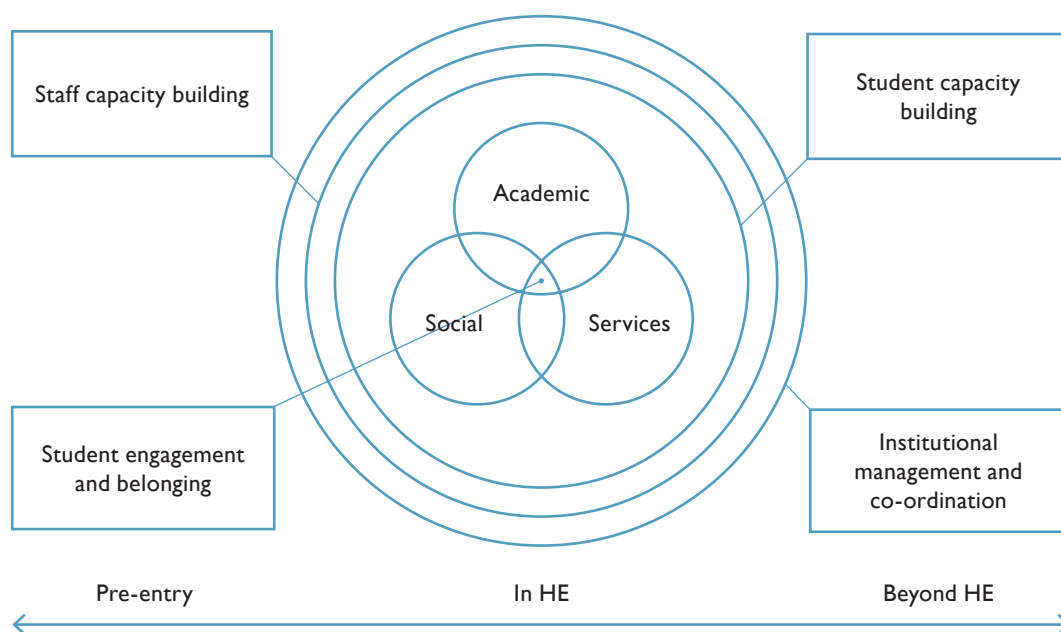 Staff capacity building
Student capacity
building
Academic
Social
Services
Student engagement
and belonging
Institutional
management and
co-ordination
Pre-entry
In HE
Beyond HE